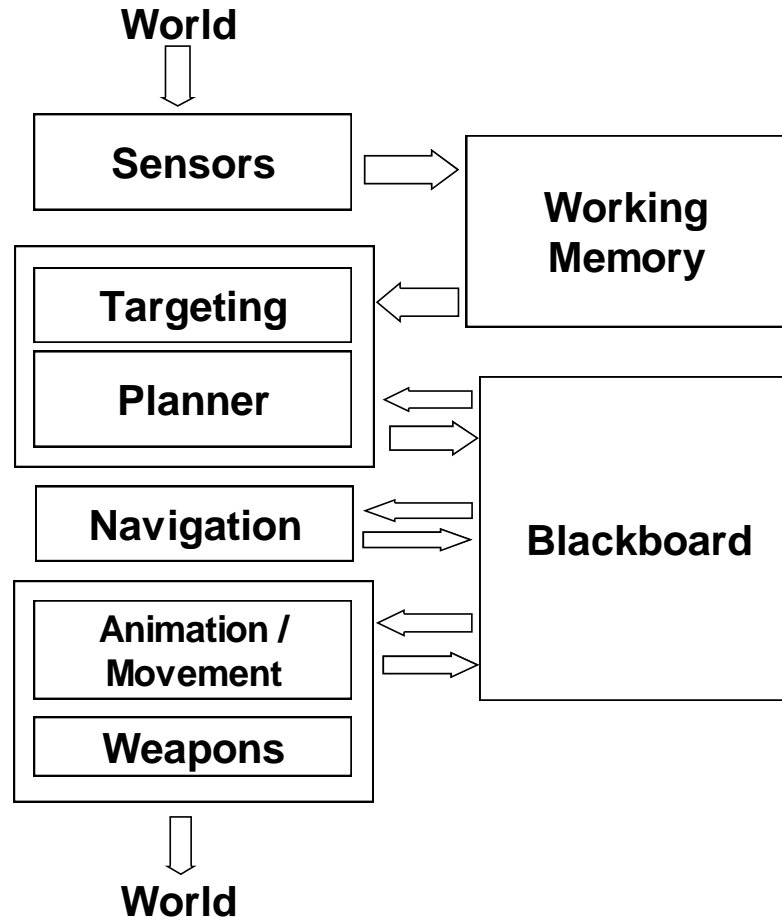 World
Sensors
Working
Memory
Targeting
Planner
Navigation
Blackboard
Animation /
Movement
Weapons
World